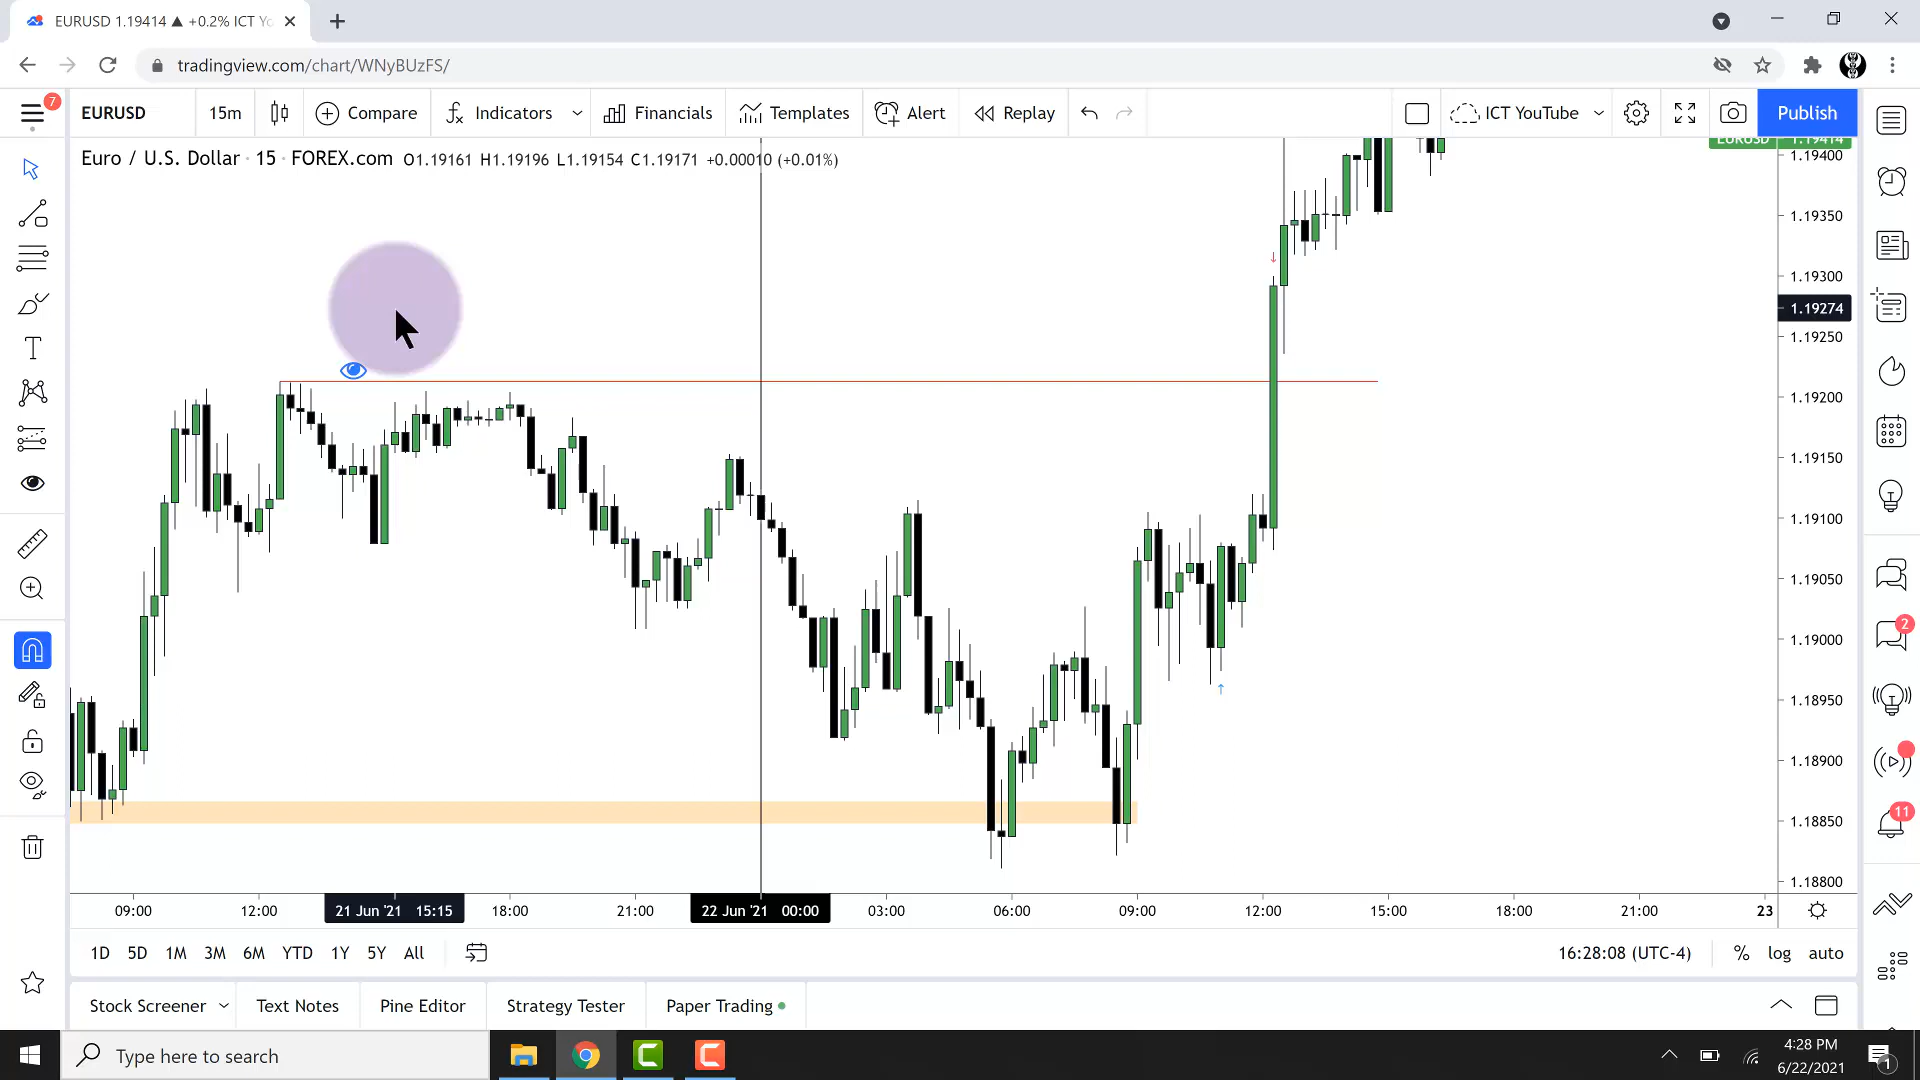 EURUSD 1.19414 ▲ +0.2% ICT Yo
tradingview.com/chart/WNyBUzFS/
7
EURUSD 15m Compare Indicators Financials Templates Alert Replay ICT YouTube Publish
Euro / U.S. Dollar · 15 · FOREX.com O1.19161 H1.19196 L1.19154 C1.19171 +0.00010 (+0.01%)
EURUSD 1.19414
1.19400
1.19350
1.19300
1.19274
1.19250
1.19200
1.19150
1.19100
1.19050
1.19000
1.18950
1.18900
1.18850
1.18800
2
11
09:00 12:00 21 Jun '21 15:15 18:00 21:00 22 Jun '21 00:00 03:00 06:00 09:00 12:00 15:00 18:00 21:00 23
1D 5D 1M 3M 6M YTD 1Y 5Y All 16:28:08 (UTC-4) % log auto
Stock Screener Text Notes Pine Editor Strategy Tester Paper Trading
Type here to search
4:28 PM
6/22/2021
1